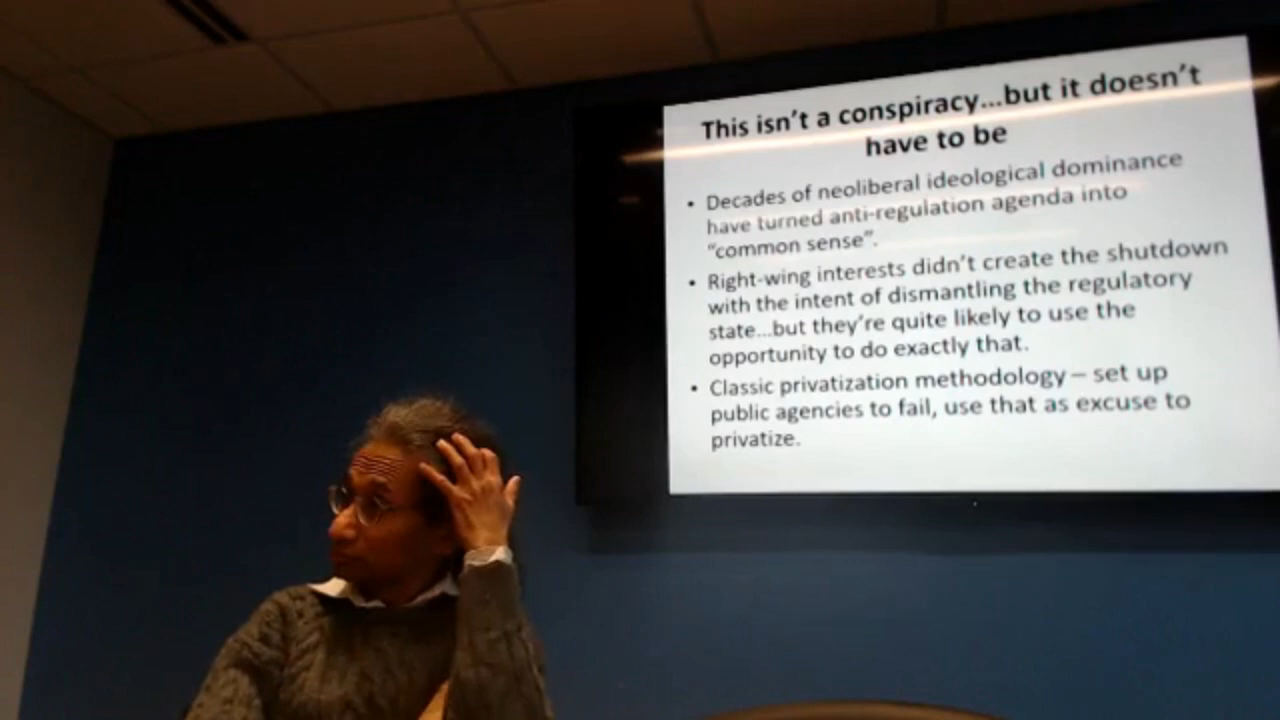 This isn't a conspiracy...but it doesn't
have to be
• Decades of neoliberal ideological dominance
have turned anti-regulation agenda into
"common sense".
• Right-wing interests didn't create the shutdown
with the intent of dismantling the regulatory
state...but they're quite likely to use the
opportunity to do exactly that.
• Classic privatization methodology – set up
public agencies to fail, use that as excuse to
privatize.